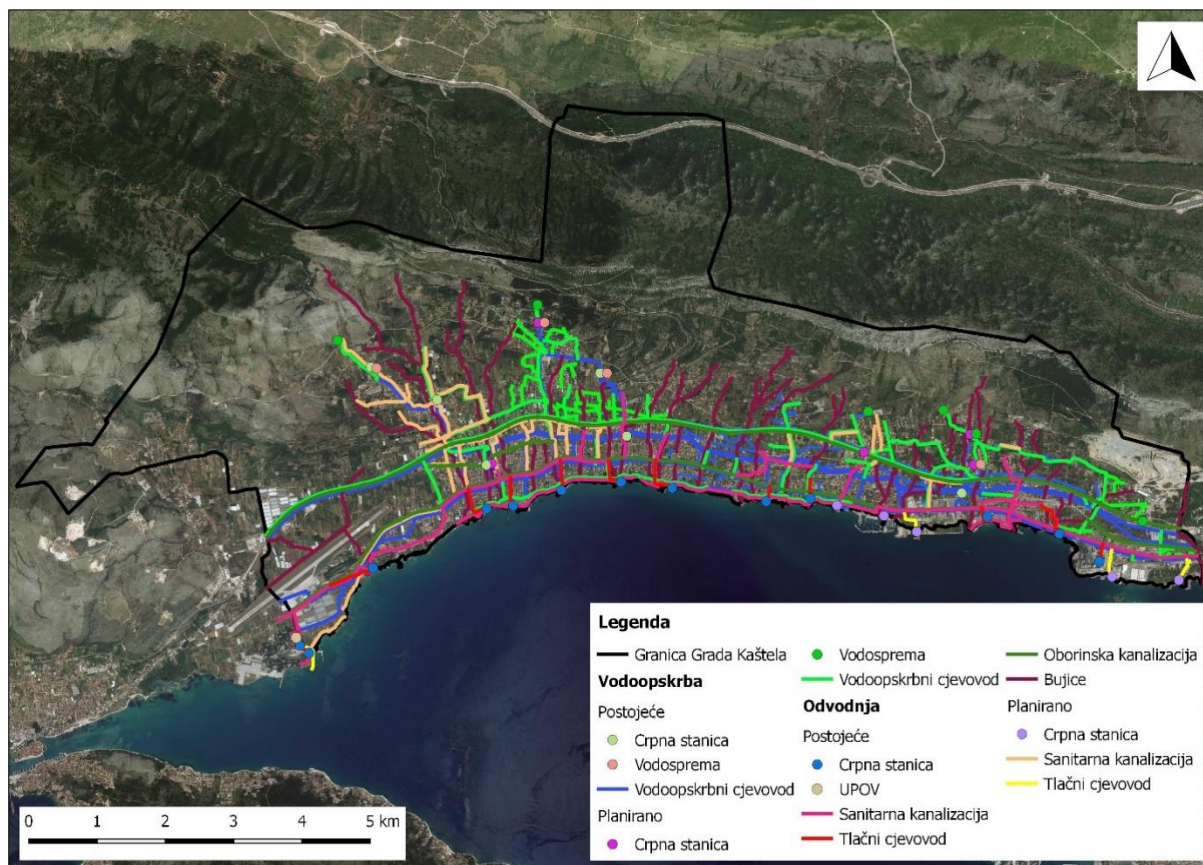 Legenda
Granica Grada Kaštela
Vodoopskrba
Postojeće
Crpna stanica
Vodosprema
Vodoopskrbni cjevovod
Planirano
Crpna stanica
Vodosprema
Vodoopskrbni cjevovod
Odvodnja
Postojeće
Crpna stanica
UPOV
Sanitarna kanalizacija
Tlačni cjevovod
Oborinska kanalizacija
Bujice
Planirano
Crpna stanica
Sanitarna kanalizacija
Tlačni cjevovod
0 1 2 3 4 5 km